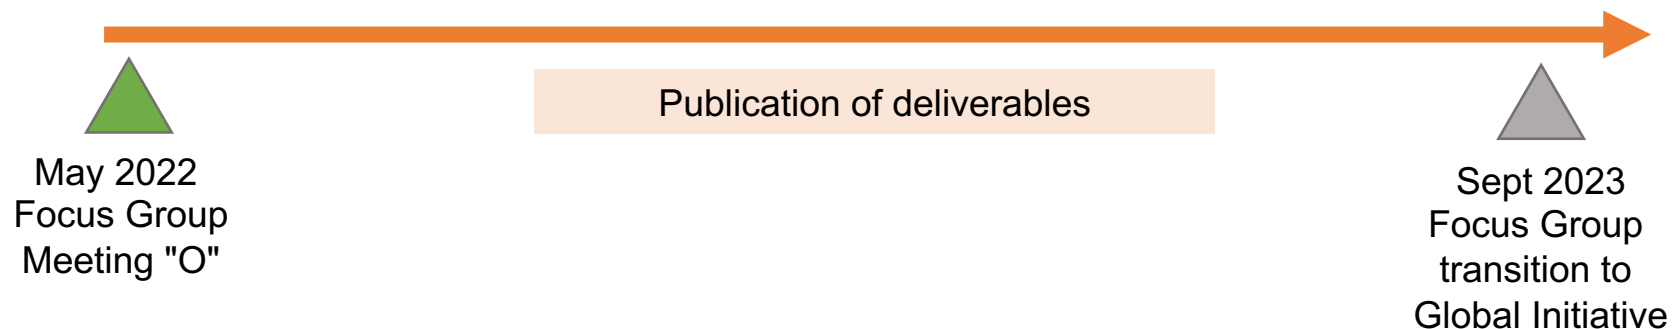 Publication of deliverables
May 2022
Focus Group
Meeting "O"
Sept 2023
Focus Group
transition to
Global Initiative